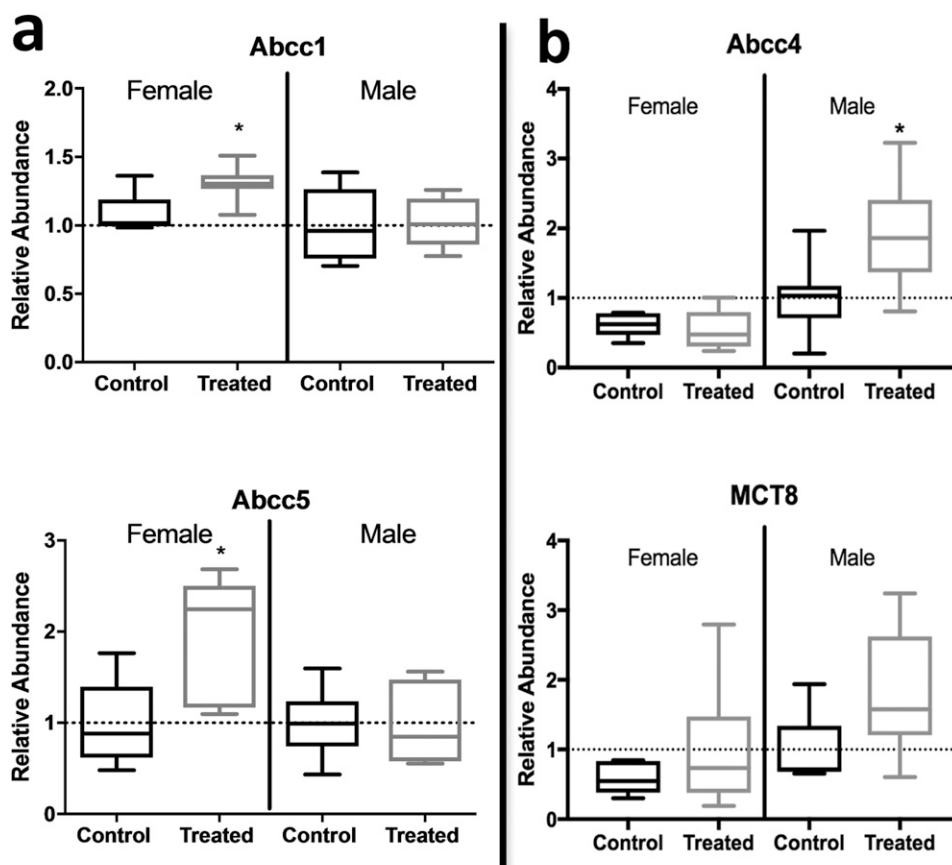 a
Abcc1
Relative Abundance
2.0
1.5
1.0
0.5
0.0
Female
Male
*
Control
Treated
Control
Treated
Abcc5
Relative Abundance
3
2
1
0
Female
Male
*
Control
Treated
Control
Treated
b
Abcc4
Relative Abundance
4
3
2
1
0
Female
Male
*
Control
Treated
Control
Treated
MCT8
Relative Abundance
4
3
2
1
0
Female
Male
Control
Treated
Control
Treated